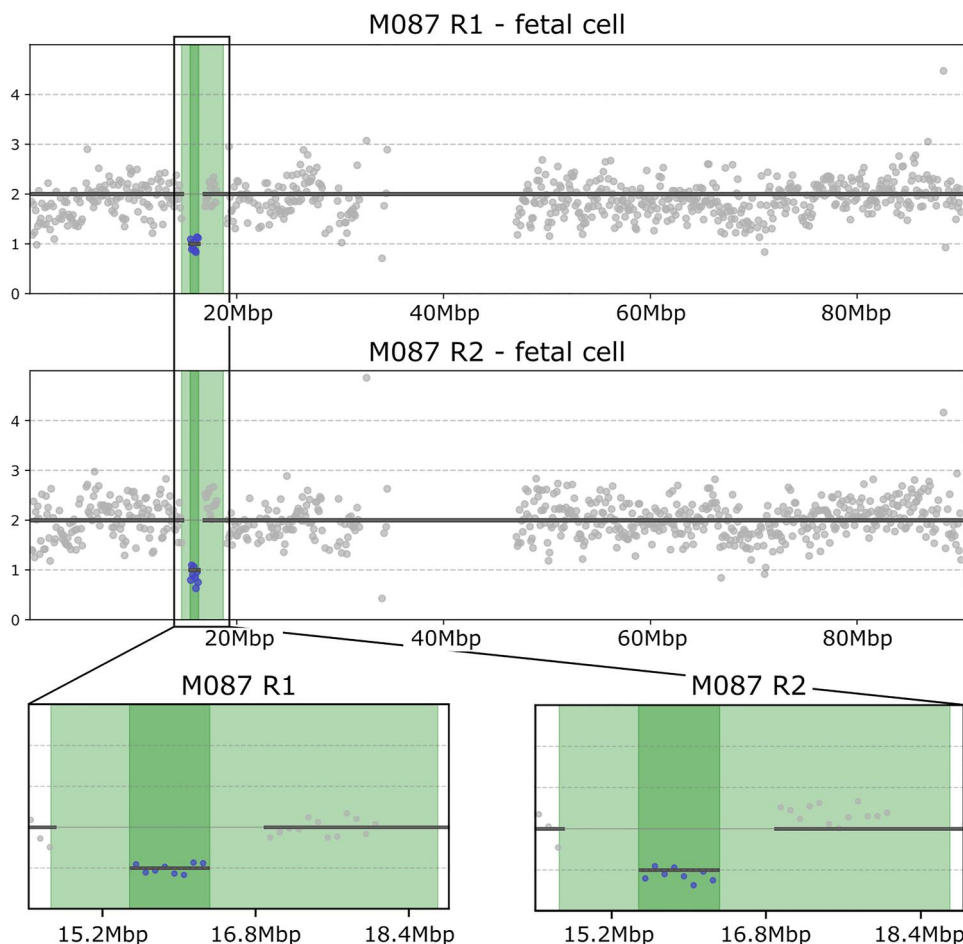 M087 R1 - fetal cell
4
3
2
1
0
20Mbp 40Mbp 60Mbp 80Mbp
M087 R2 - fetal cell
4
3
2
1
0
20Mbp 40Mbp 60Mbp 80Mbp
M087 R1 M087 R2
15.2Mbp 16.8Mbp 18.4Mbp 15.2Mbp 16.8Mbp 18.4Mbp